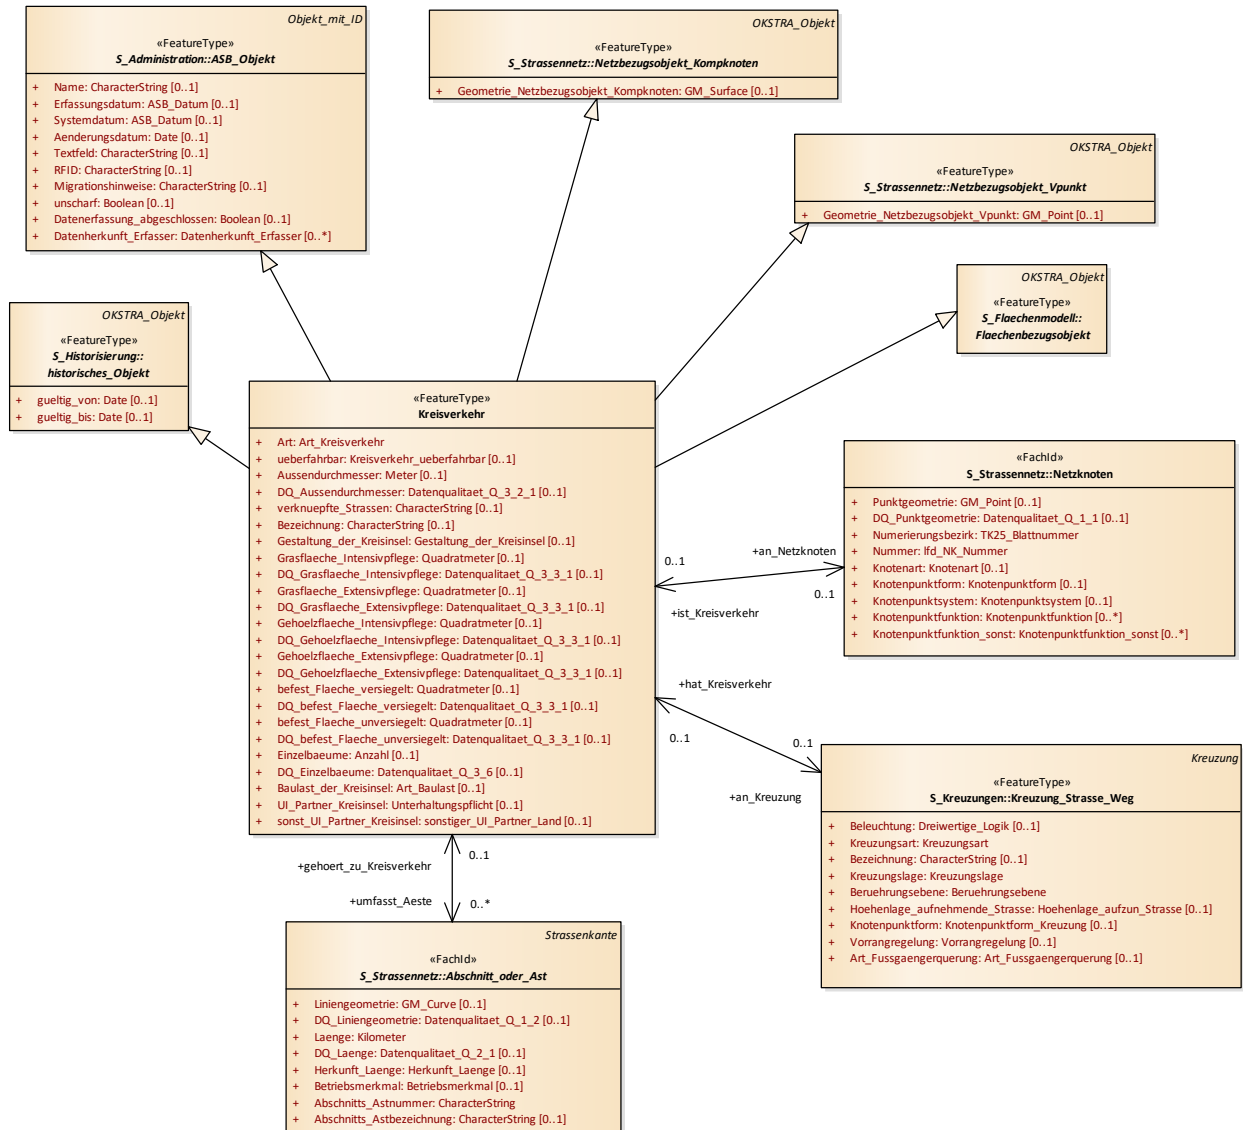 Objekt_mit_ID
«FeatureType»
S_Administration::ASB_Objekt
+ Name: CharacterString [0..1]
+ Erfassungsdatum: ASB_Datum [0..1]
+ Systemdatum: ASB_Datum [0..1]
+ Aenderungsdatum: Date [0..1]
+ Textfeld: CharacterString [0..1]
+ RFID: CharacterString [0..1]
+ Migrationshinweise: CharacterString [0..1]
+ unscharf: Boolean [0..1]
+ Datenerfassung_abgeschlossen: Boolean [0..1]
+ Datenherkunft_Erfasser: Datenherkunft_Erfasser [0..*]
OKSTRA_Objekt
«FeatureType»
S_Strassennetz::Netzbezugsobjekt_Kompknoten
+ Geometrie_Netzbezugsobjekt_Kompknoten: GM_Surface [0..1]
OKSTRA_Objekt
«FeatureType»
S_Strassennetz::Netzbezugsobjekt_Vpunkt
+ Geometrie_Netzbezugsobjekt_Vpunkt: GM_Point [0..1]
OKSTRA_Objekt
«FeatureType»
S_Flaechenmodell::
Flaechenbezugsobjekt
OKSTRA_Objekt
«FeatureType»
S_Historisierung::
historisches_Objekt
+ gueltig_von: Date [0..1]
+ gueltig_bis: Date [0..1]
«FeatureType»
Kreisverkehr
+ Art: Art_Kreisverkehr
+ ueberfahrbar: Kreisverkehr_ueberfahrbar [0..1]
+ Aussendurchmesser: Meter [0..1]
+ DQ_Aussendurchmesser: Datenqualitaet_Q_3_2_1 [0..1]
+ verknuepfte_Strassen: CharacterString [0..1]
+ Bezeichnung: CharacterString [0..1]
+ Gestaltung_der_Kreisinsel: Gestaltung_der_Kreisinsel [0..1]
+ Grasflaeche_Intensivpflege: Quadratmeter [0..1]
+ DQ_Grasflaeche_Intensivpflege: Datenqualitaet_Q_3_3_1 [0..1]
+ Grasflaeche_Extensivpflege: Quadratmeter [0..1]
+ DQ_Grasflaeche_Extensivpflege: Datenqualitaet_Q_3_3_1 [0..1]
+ Gehoelzflaeche_Intensivpflege: Quadratmeter [0..1]
+ DQ_Gehoelzflaeche_Intensivpflege: Datenqualitaet_Q_3_3_1 [0..1]
+ Gehoelzflaeche_Extensivpflege: Quadratmeter [0..1]
+ DQ_Gehoelzflaeche_Extensivpflege: Datenqualitaet_Q_3_3_1 [0..1]
+ befest_Flaeche_versiegelt: Quadratmeter [0..1]
+ DQ_befest_Flaeche_versiegelt: Datenqualitaet_Q_3_3_1 [0..1]
+ befest_Flaeche_unversiegelt: Quadratmeter [0..1]
+ DQ_befest_Flaeche_unversiegelt: Datenqualitaet_Q_3_3_1 [0..1]
+ Einzelbaeume: Anzahl [0..1]
+ DQ_Einzelbaeume: Datenqualitaet_Q_3_6 [0..1]
+ Baulast_der_Kreisinsel: Art_Baulast [0..1]
+ UI_Partner_Kreisinsel: Unterhaltungspflicht [0..1]
+ sonst_UI_Partner_Kreisinsel: sonstiger_UI_Partner_Land [0..1]
+an_Netzknoten
0..1
0..1
+ist_Kreisverkehr
«FachId»
S_Strassennetz::Netzknoten
+ Punktgeometrie: GM_Point [0..1]
+ DQ_Punktgeometrie: Datenqualitaet_Q_1_1 [0..1]
+ Numerierungsbezirk: TK25_Blattnummer
+ Nummer: lfd_NK_Nummer
+ Knotenart: Knotenart [0..1]
+ Knotenpunktform: Knotenpunktform [0..1]
+ Knotenpunktsystem: Knotenpunktsystem [0..1]
+ Knotenpunktfunktion: Knotenpunktfunktion [0..*]
+ Knotenpunktfunktion_sonst: Knotenpunktfunktion_sonst [0..*]
+hat_Kreisverkehr
0..1
0..1
+an_Kreuzung
Kreuzung
«FeatureType»
S_Kreuzungen::Kreuzung_Strasse_Weg
+ Beleuchtung: Dreiwertige_Logik [0..1]
+ Kreuzungsart: Kreuzungsart
+ Bezeichnung: CharacterString [0..1]
+ Kreuzungslage: Kreuzungslage
+ Beruehrungsebene: Beruehrungsebene
+ Hoehenlage_aufnehmende_Strasse: Hoehenlage_aufzun_Strasse [0..1]
+ Knotenpunktform: Knotenpunktform_Kreuzung [0..1]
+ Vorrangregelung: Vorrangregelung [0..1]
+ Art_Fussgaengerquerung: Art_Fussgaengerquerung [0..1]
+gehoert_zu_Kreisverkehr
0..1
+umfasst_Aeste
0..*
Strassenkante
«FachId»
S_Strassennetz::Abschnitt_oder_Ast
+ Liniengeometrie: GM_Curve [0..1]
+ DQ_Liniengeometrie: Datenqualitaet_Q_1_2 [0..1]
+ Laenge: Kilometer
+ DQ_Laenge: Datenqualitaet_Q_2_1 [0..1]
+ Herkunft_Laenge: Herkunft_Laenge [0..1]
+ Betriebsmerkmal: Betriebsmerkmal [0..1]
+ Abschnitts_Astnummer: CharacterString
+ Abschnitts_Astbezeichnung: CharacterString [0..1]